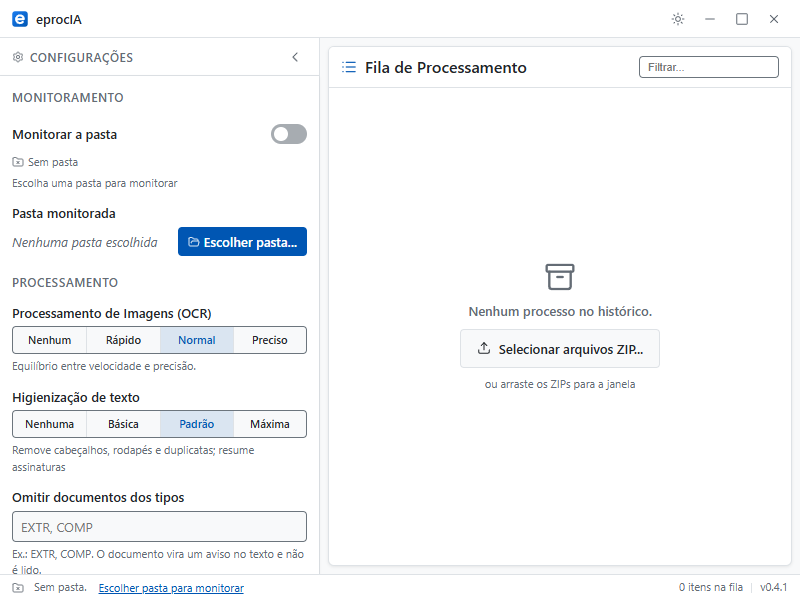 eprocIA
CONFIGURAÇÕES
MONITORAMENTO
Monitorar a pasta
Sem pasta
Escolha uma pasta para monitorar
Pasta monitorada
Nenhuma pasta escolhida
Escolher pasta...
PROCESSAMENTO
Processamento de Imagens (OCR)
Nenhum Rápido Normal Preciso
Equilíbrio entre velocidade e precisão.
Higienização de texto
Nenhuma Básica Padrão Máxima
Remove cabeçalhos, rodapés e duplicatas; resume
assinaturas
Omitir documentos dos tipos
EXTR, COMP
Ex.: EXTR, COMP. O documento vira um aviso no texto e não
é lido.
Fila de Processamento
Filtrar...
Nenhum processo no histórico.
Selecionar arquivos ZIP...
ou arraste os ZIPs para a janela
Sem pasta. Escolher pasta para monitorar
0 itens na fila v0.4.1